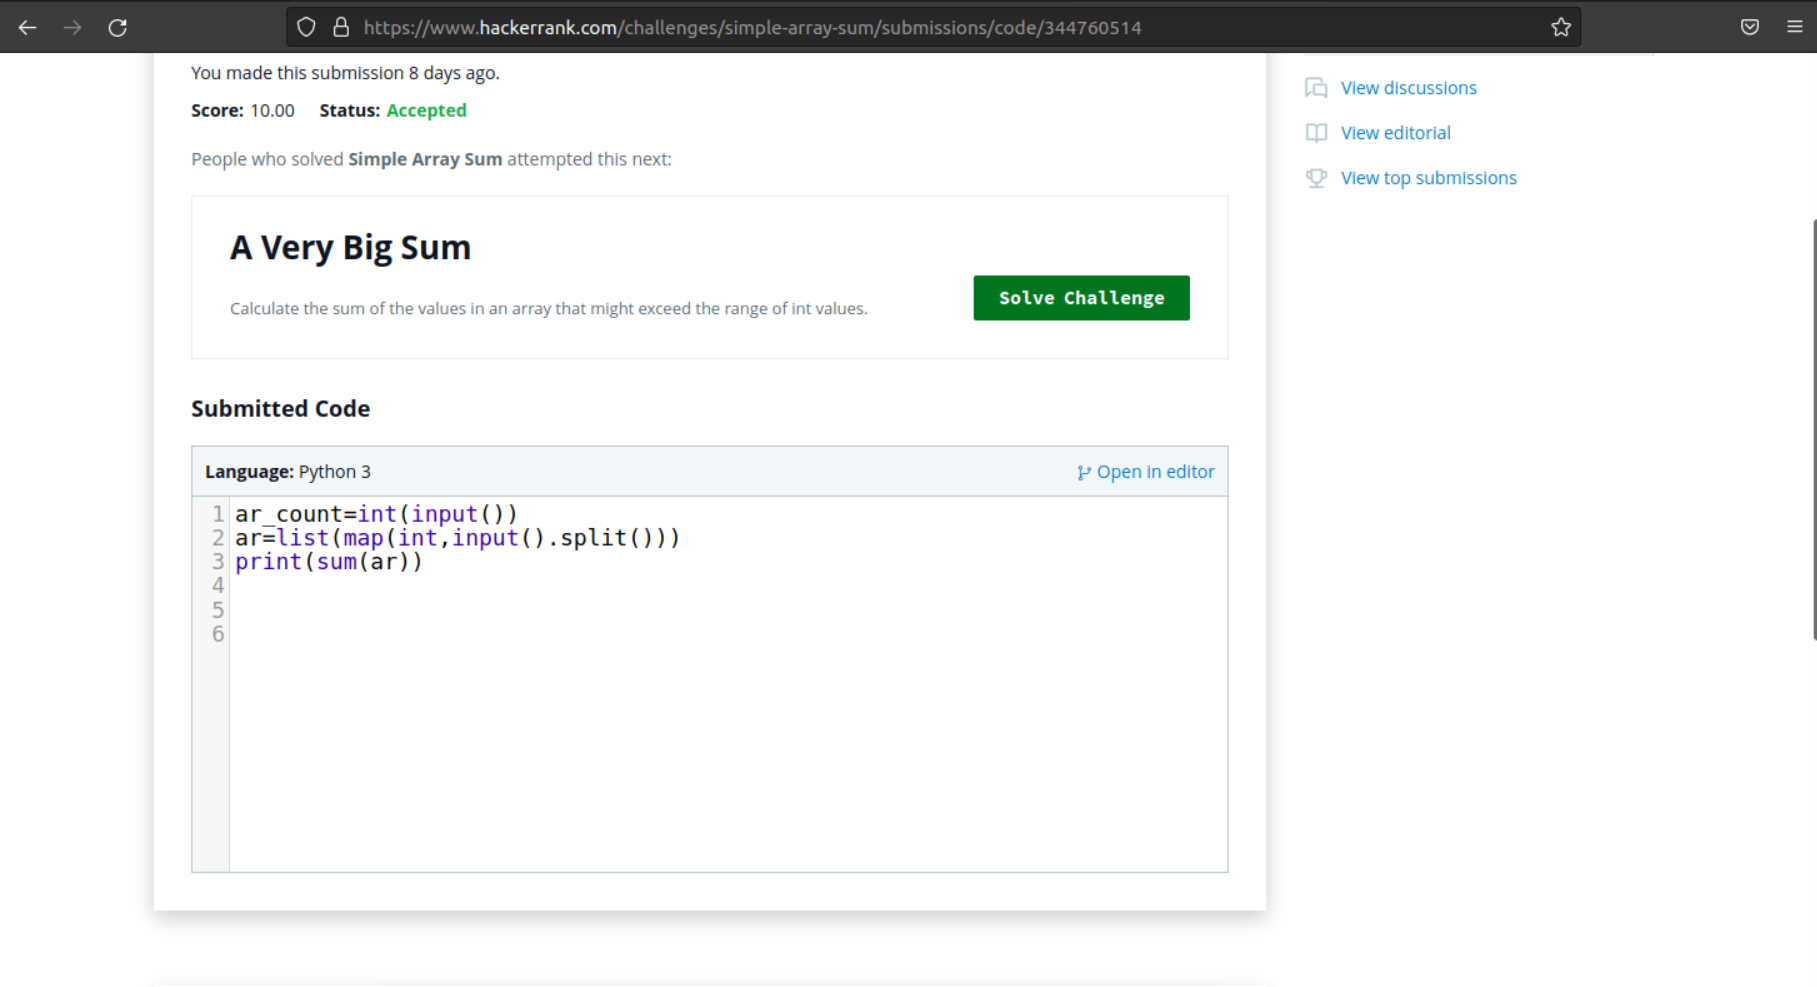 https://www.hackerrank.com/challenges/simple-array-sum/submissions/code/344760514
You made this submission 8 days ago.
Score: 10.00 Status: Accepted
People who solved Simple Array Sum attempted this next:
A Very Big Sum
Calculate the sum of the values in an array that might exceed the range of int values.
Solve Challenge
Submitted Code
Language: Python 3
Open in editor
1 ar_count=int(input())
2 ar=list(map(int,input().split()))
3 print(sum(ar))
4
5
6
View discussions
View editorial
View top submissions